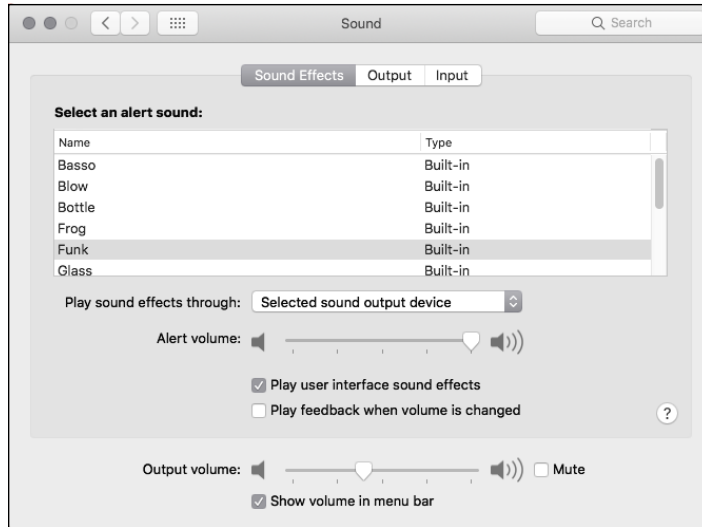 Sound
Search
Sound Effects Output Input
Select an alert sound:
Name Type
Basso Built-in
Blow Built-in
Bottle Built-in
Frog Built-in
Funk Built-in
Glass Built-in
Play sound effects through: Selected sound output device
Alert volume:
Play user interface sound effects
Play feedback when volume is changed
?
Output volume: Mute
Show volume in menu bar